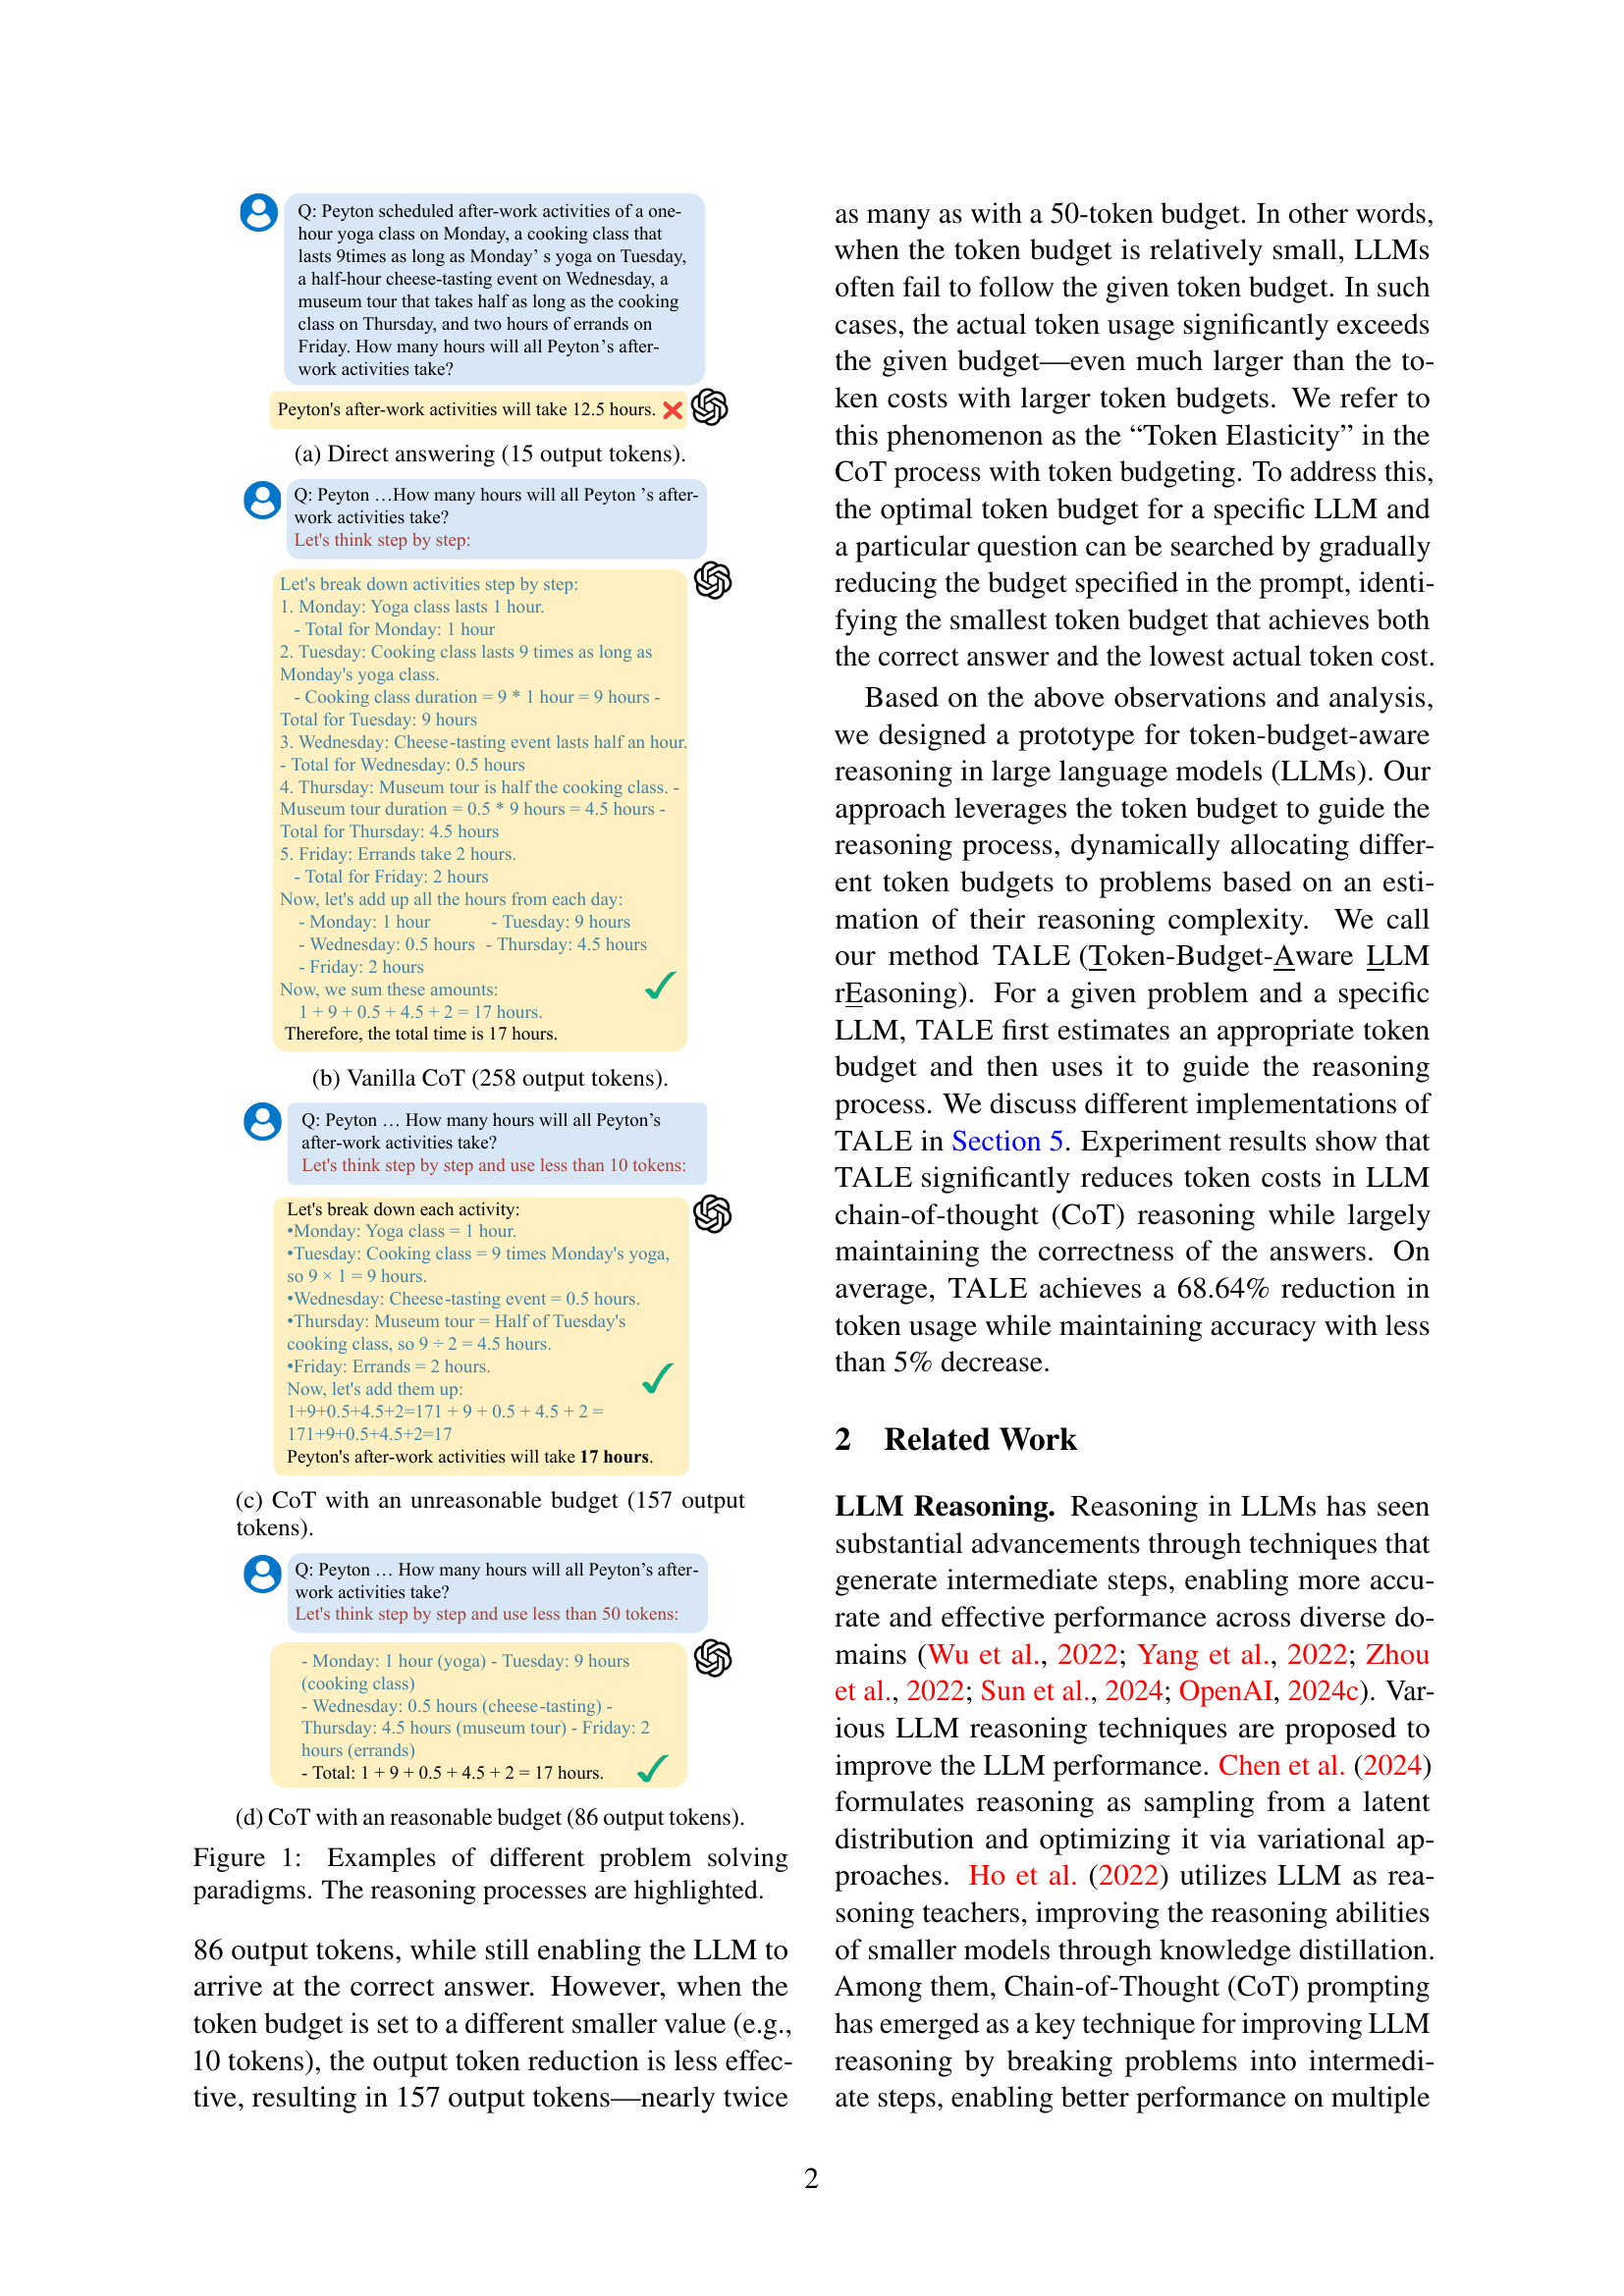 Q: Peyton scheduled after-work activities of a one-
hour yoga class on Monday, a cooking class that
lasts 9times as long as Monday' s yoga on Tuesday,
a half-hour cheese-tasting event on Wednesday, a
museum tour that takes half as long as the cooking
class on Thursday, and two hours of errands on
Friday. How many hours will all Peyton's after-
work activities take?
Peyton's after-work activities will take 12.5 hours.
(a) Direct answering (15 output tokens).
Q: Peyton …How many hours will all Peyton 's after-
work activities take?
Let's think step by step:
Let's break down activities step by step:
1. Monday: Yoga class lasts 1 hour.
- Total for Monday: 1 hour
2. Tuesday: Cooking class lasts 9 times as long as
Monday's yoga class.
- Cooking class duration = 9 * 1 hour = 9 hours -
Total for Tuesday: 9 hours
3. Wednesday: Cheese-tasting event lasts half an hour.
- Total for Wednesday: 0.5 hours
4. Thursday: Museum tour is half the cooking class. -
Museum tour duration = 0.5 * 9 hours = 4.5 hours -
Total for Thursday: 4.5 hours
5. Friday: Errands take 2 hours.
- Total for Friday: 2 hours
Now, let's add up all the hours from each day:
- Monday: 1 hour - Tuesday: 9 hours
- Wednesday: 0.5 hours - Thursday: 4.5 hours
- Friday: 2 hours
Now, we sum these amounts:
1 + 9 + 0.5 + 4.5 + 2 = 17 hours.
Therefore, the total time is 17 hours.
(b) Vanilla CoT (258 output tokens).
Q: Peyton … How many hours will all Peyton's
after-work activities take?
Let's think step by step and use less than 10 tokens:
Let's break down each activity:
•Monday: Yoga class = 1 hour.
•Tuesday: Cooking class = 9 times Monday's yoga,
so 9 × 1 = 9 hours.
•Wednesday: Cheese-tasting event = 0.5 hours.
•Thursday: Museum tour = Half of Tuesday's
cooking class, so 9 ÷ 2 = 4.5 hours.
•Friday: Errands = 2 hours.
Now, let's add them up:
1+9+0.5+4.5+2=171 + 9 + 0.5 + 4.5 + 2 =
171+9+0.5+4.5+2=17
Peyton's after-work activities will take 17 hours.
(c) CoT with an unreasonable budget (157 output
tokens).
Q: Peyton … How many hours will all Peyton's after-
work activities take?
Let's think step by step and use less than 50 tokens:
- Monday: 1 hour (yoga) - Tuesday: 9 hours
(cooking class)
- Wednesday: 0.5 hours (cheese-tasting) -
Thursday: 4.5 hours (museum tour) - Friday: 2
hours (errands)
- Total: 1 + 9 + 0.5 + 4.5 + 2 = 17 hours.
(d) CoT with an reasonable budget (86 output tokens).
Figure 1: Examples of different problem solving
paradigms. The reasoning processes are highlighted.
86 output tokens, while still enabling the LLM to
arrive at the correct answer. However, when the
token budget is set to a different smaller value (e.g.,
10 tokens), the output token reduction is less effec-
tive, resulting in 157 output tokens—nearly twice
as many as with a 50-token budget. In other words,
when the token budget is relatively small, LLMs
often fail to follow the given token budget. In such
cases, the actual token usage significantly exceeds
the given budget—even much larger than the to-
ken costs with larger token budgets. We refer to
this phenomenon as the “Token Elasticity” in the
CoT process with token budgeting. To address this,
the optimal token budget for a specific LLM and
a particular question can be searched by gradually
reducing the budget specified in the prompt, identi-
fying the smallest token budget that achieves both
the correct answer and the lowest actual token cost.
Based on the above observations and analysis,
we designed a prototype for token-budget-aware
reasoning in large language models (LLMs). Our
approach leverages the token budget to guide the
reasoning process, dynamically allocating differ-
ent token budgets to problems based on an esti-
mation of their reasoning complexity. We call
our method TALE (Token-Budget-Aware LLM
rEasoning). For a given problem and a specific
LLM, TALE first estimates an appropriate token
budget and then uses it to guide the reasoning
process. We discuss different implementations of
TALE in Section 5. Experiment results show that
TALE significantly reduces token costs in LLM
chain-of-thought (CoT) reasoning while largely
maintaining the correctness of the answers. On
average, TALE achieves a 68.64% reduction in
token usage while maintaining accuracy with less
than 5% decrease.
2 Related Work
LLM Reasoning. Reasoning in LLMs has seen
substantial advancements through techniques that
generate intermediate steps, enabling more accu-
rate and effective performance across diverse do-
mains (Wu et al., 2022; Yang et al., 2022; Zhou
et al., 2022; Sun et al., 2024; OpenAI, 2024c). Var-
ious LLM reasoning techniques are proposed to
improve the LLM performance. Chen et al. (2024)
formulates reasoning as sampling from a latent
distribution and optimizing it via variational ap-
proaches. Ho et al. (2022) utilizes LLM as rea-
soning teachers, improving the reasoning abilities
of smaller models through knowledge distillation.
Among them, Chain-of-Thought (CoT) prompting
has emerged as a key technique for improving LLM
reasoning by breaking problems into intermedi-
ate steps, enabling better performance on multiple
2